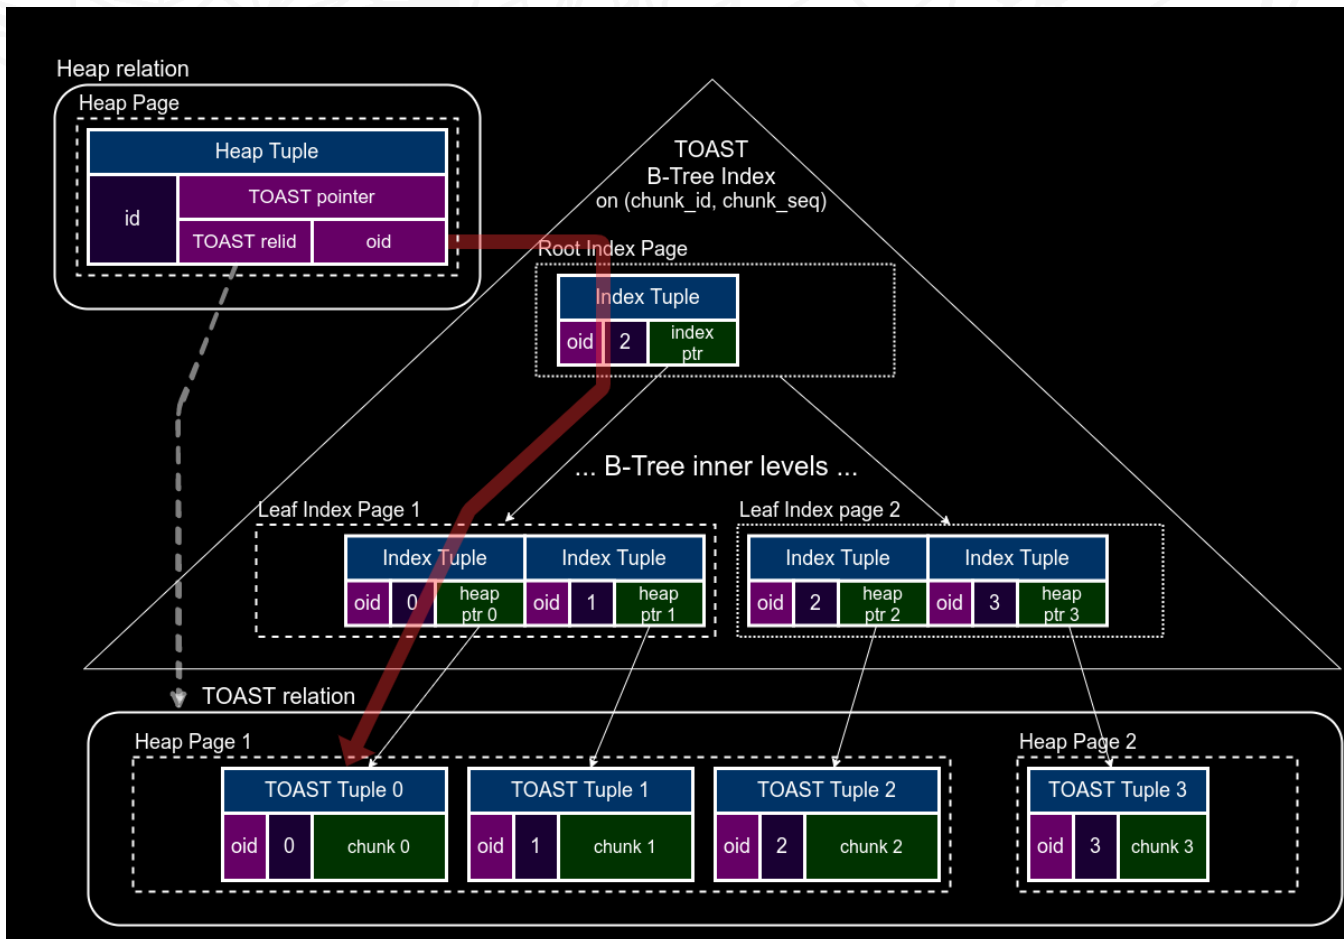 Heap relation
Heap Page
Heap Tuple
id
TOAST pointer
TOAST relid
oid
TOAST
B-Tree Index
on (chunk_id, chunk_seq)
Root Index Page
Index Tuple
oid
2
index
ptr
... B-Tree inner levels ...
Leaf Index Page 1
Index Tuple
Index Tuple
oid
0
heap
ptr 0
oid
1
heap
ptr 1
Leaf Index page 2
Index Tuple
Index Tuple
oid
2
heap
ptr 2
oid
3
heap
ptr 3
TOAST relation
Heap Page 1
TOAST Tuple 0
oid
0
chunk 0
TOAST Tuple 1
oid
1
chunk 1
TOAST Tuple 2
oid
2
chunk 2
Heap Page 2
TOAST Tuple 3
oid
3
chunk 3